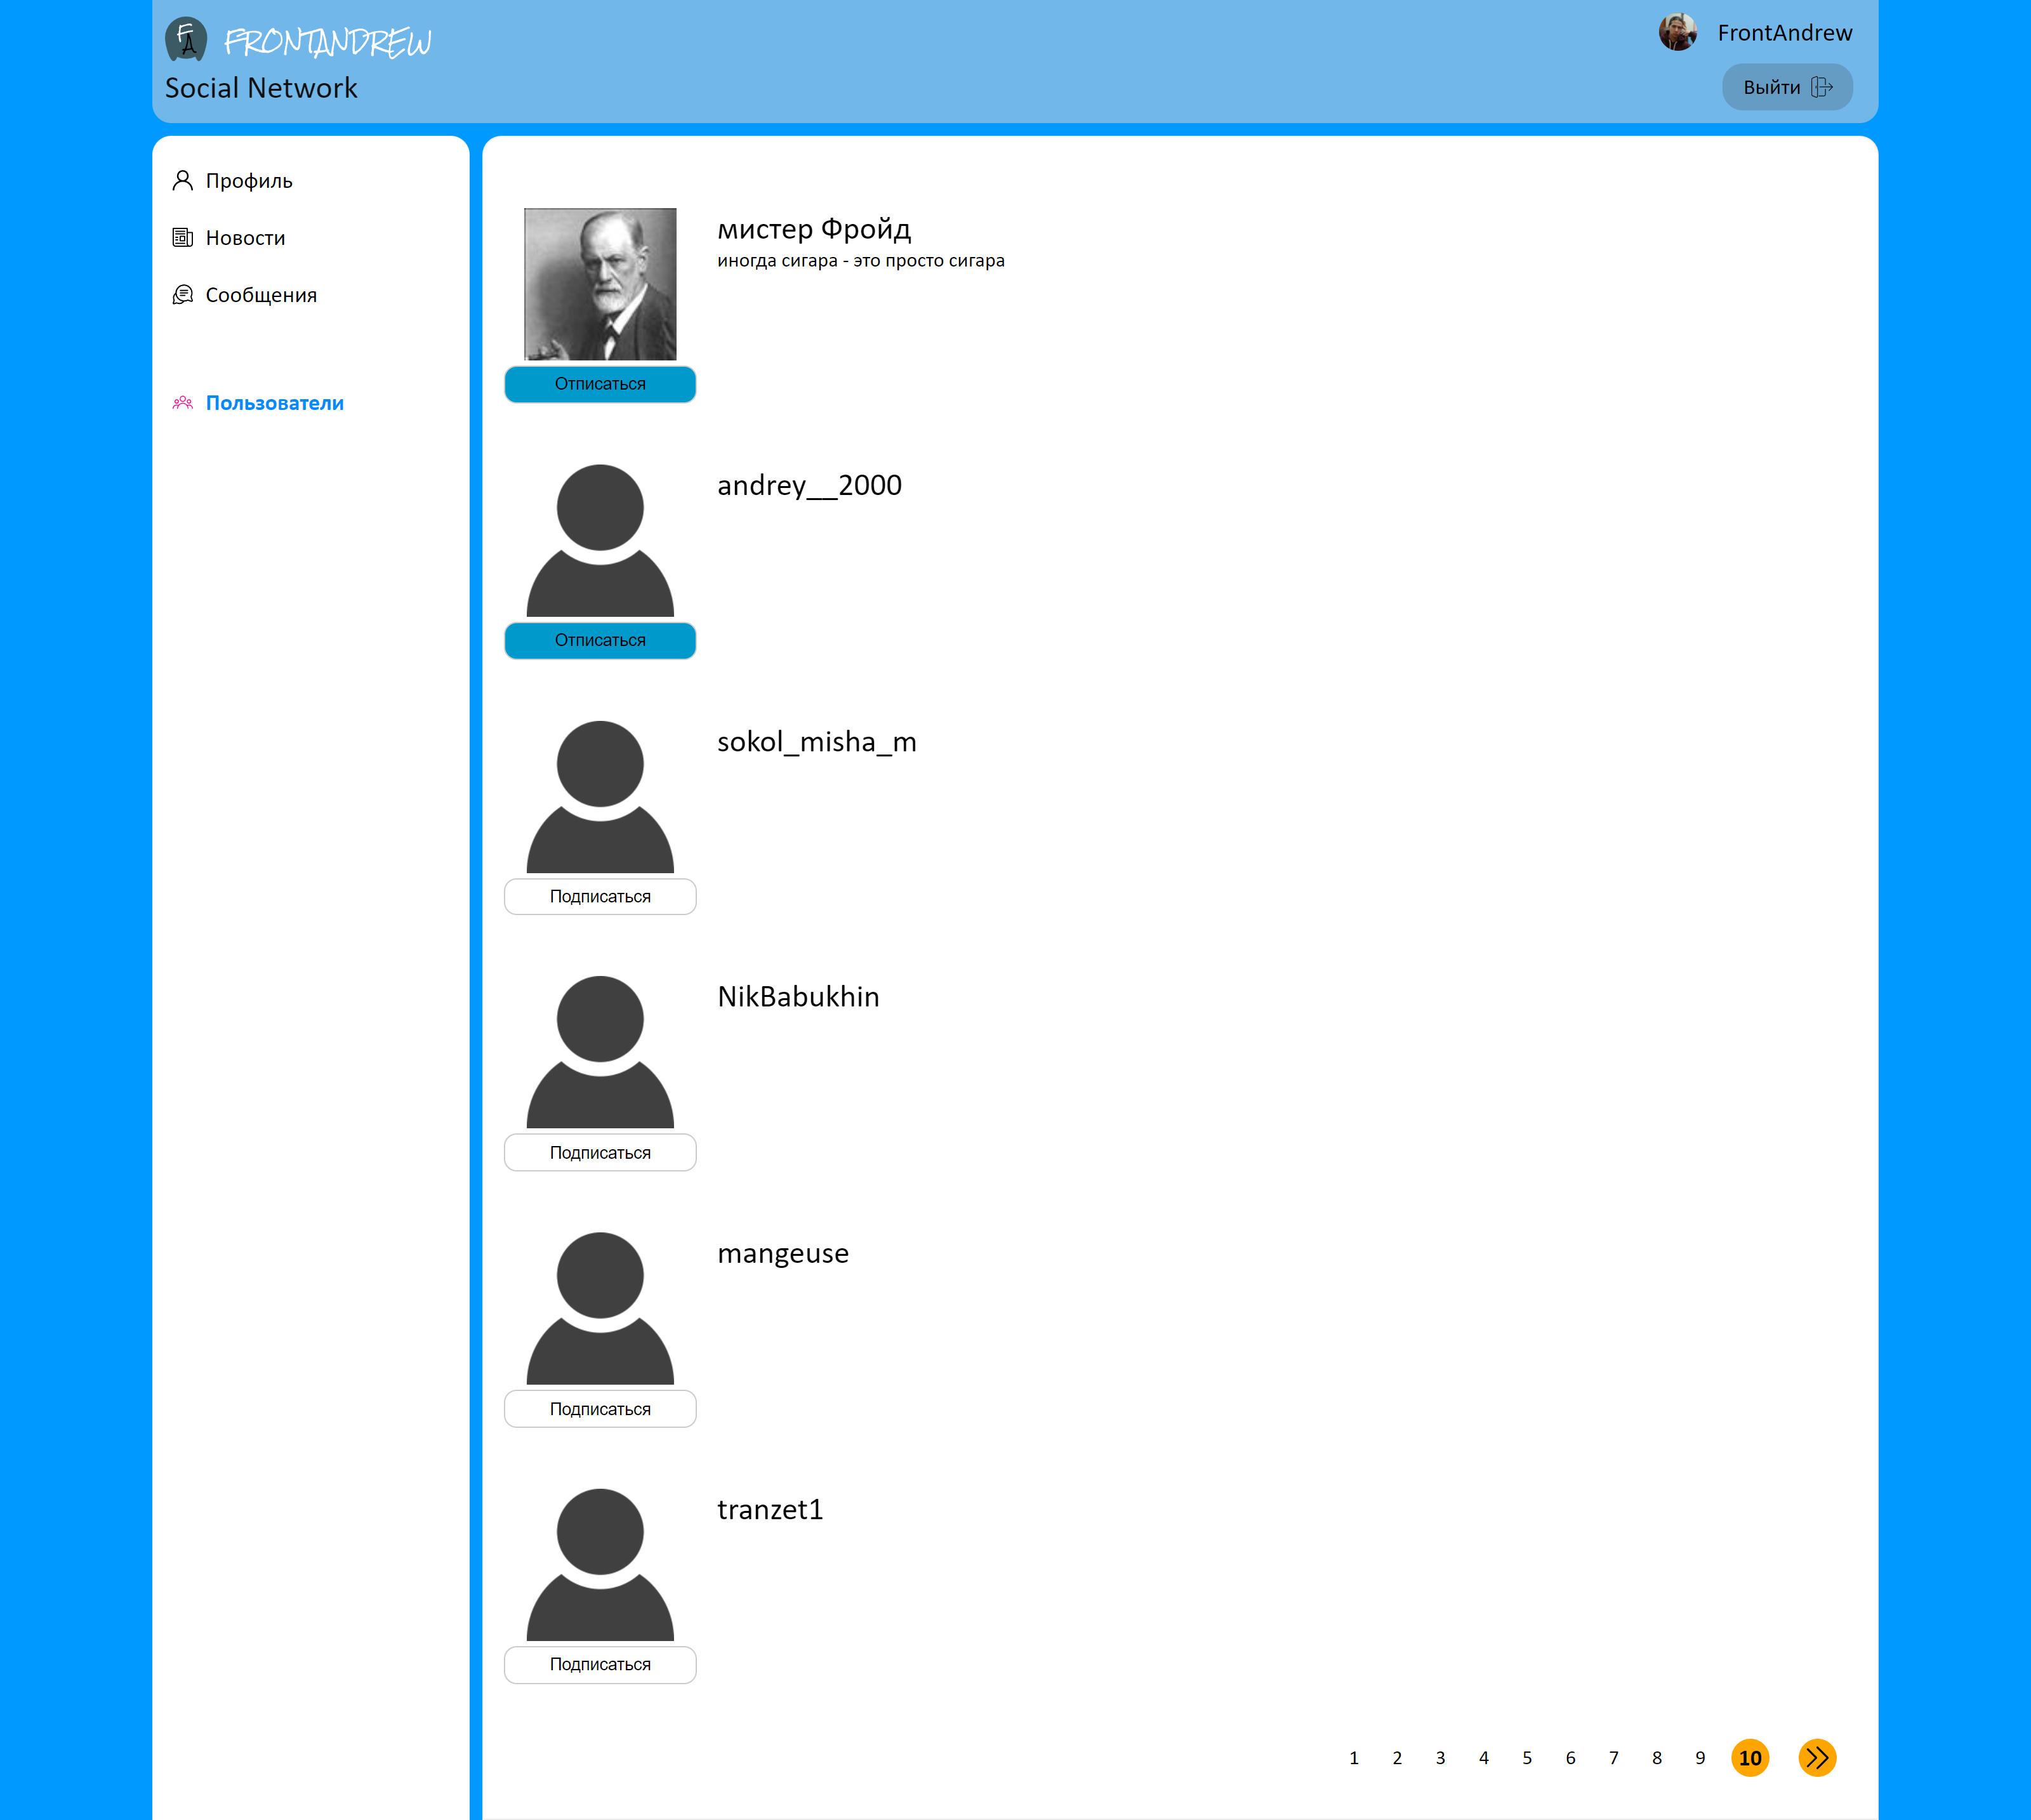 FA
FRONTANDREW
Social Network
FrontAndrew
Выйти
Профиль
Новости
Сообщения
Пользователи
мистер Фройд
иногда сигара - это просто сигара
Отписаться
andrey__2000
Отписаться
sokol_misha_m
Подписаться
NikBabukhin
Подписаться
mangeuse
Подписаться
tranzet1
Подписаться
1 2 3 4 5 6 7 8 9 10